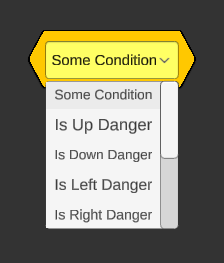 Some Condition
Some Condition
Is Up Danger
Is Down Danger
Is Left Danger
Is Right Danger